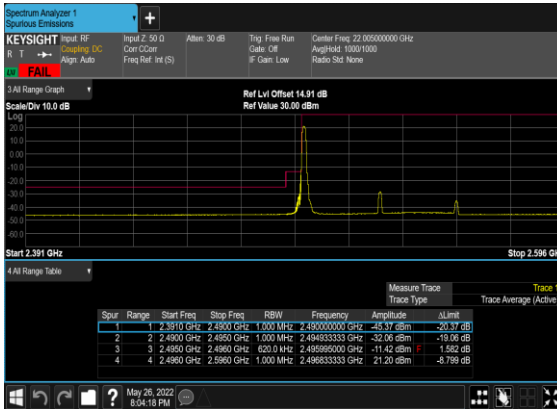 Spectrum Analyzer 1
Spurious Emissions
+
KEYSIGHT Input: RF Input Z: 50 Ω Atten: 30 dB Trig: Free Run Center Freq: 22.005000000 GHz
R T Coupling: DC Corr CCorr Gate: Off Avg|Hold: 1000/1000
Align: Auto Freq Ref: Int (S) IF Gain: Low Radio Std: None
FAIL
3 All Range Graph
Ref Lvl Offset 14.91 dB
Scale/Div 10.0 dB Ref Value 30.00 dBm
Log
20.0
10.0
0.00
-10.0
-20.0
-30.0
-40.0
-50.0
-60.0
Start 2.391 GHz Stop 2.596 GH
4 All Range Table
Measure Trace Trace 1
Trace Type Trace Average (Active
Spur Range Start Freq Stop Freq RBW Frequency Amplitude ΔLimit
1 1 2.3910 GHz 2.4900 GHz 1.000 MHz 2.490000000 GHz -45.37 dBm -20.37 dB
2 2 2.4900 GHz 2.4950 GHz 1.000 MHz 2.494933333 GHz -32.06 dBm -19.06 dB
3 3 2.4950 GHz 2.4960 GHz 620.0 kHz 2.495995000 GHz -11.42 dBm F 1.582 dB
4 4 2.4960 GHz 2.5960 GHz 1.000 MHz 2.496833333 GHz 21.20 dBm -8.799 dB
? May 26, 2022
8:04:18 PM